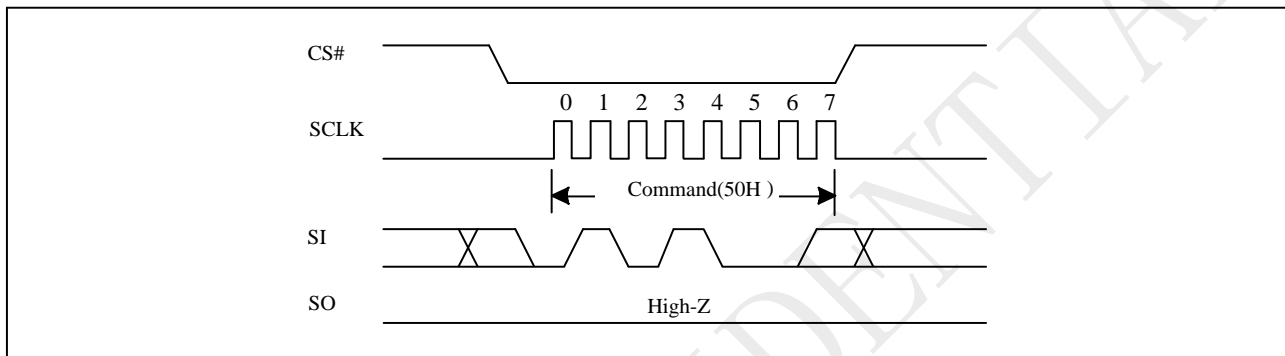 CS#
0 1 2 3 4 5 6 7
SCLK
Command(50H )
SI
SO
High-Z